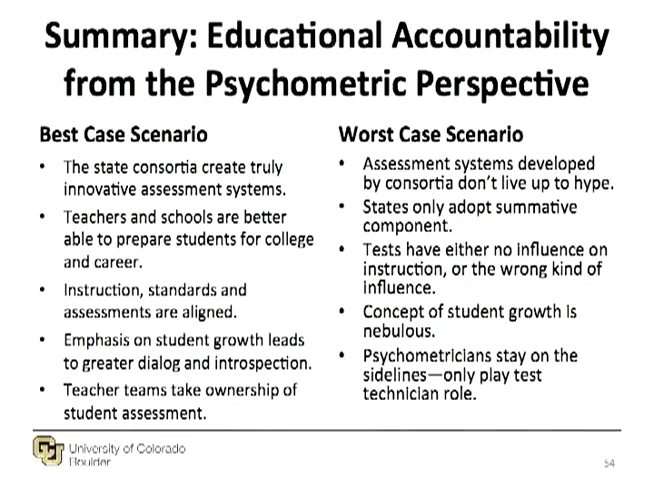 Summary: Educational Accountability
from the Psychometric Perspective
Best Case Scenario
• The state consortia create truly
innovative assessment systems.
• Teachers and schools are better
able to prepare students for college
and career.
• Instruction, standards and
assessments are aligned.
• Emphasis on student growth leads
to greater dialog and introspection.
• Teacher teams take ownership of
student assessment.
Worst Case Scenario
• Assessment systems developed
by consortia don't live up to hype.
• States only adopt summative
component.
• Tests have either no influence on
instruction, or the wrong kind of
influence.
• Concept of student growth is
nebulous.
• Psychometricians stay on the
sidelines—only play test
technician role.
CU
University of Colorado
Boulder
54